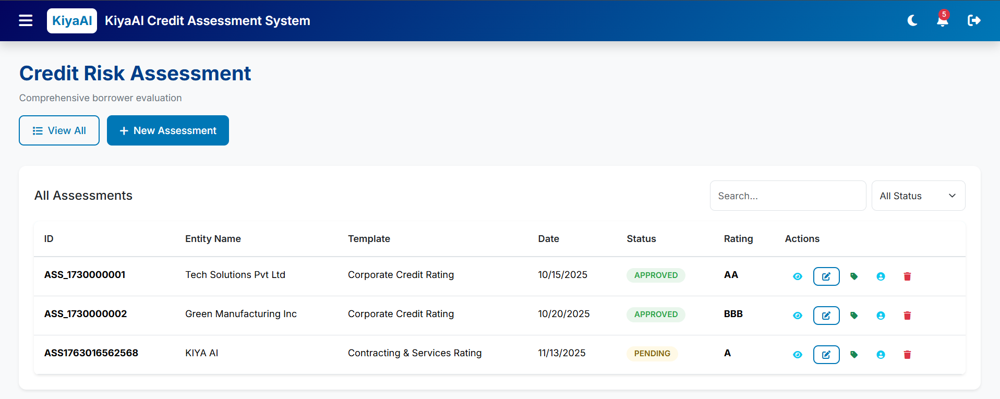 KiyaAI KiyaAI Credit Assessment System 5
Credit Risk Assessment
Comprehensive borrower evaluation
View All New Assessment
All Assessments Search... All Status
ID Entity Name Template Date Status Rating Actions
ASS_1730000001 Tech Solutions Pvt Ltd Corporate Credit Rating 10/15/2025 APPROVED AA
ASS_1730000002 Green Manufacturing Inc Corporate Credit Rating 10/20/2025 APPROVED BBB
ASS1763016562568 KIYA AI Contracting & Services Rating 11/13/2025 PENDING A